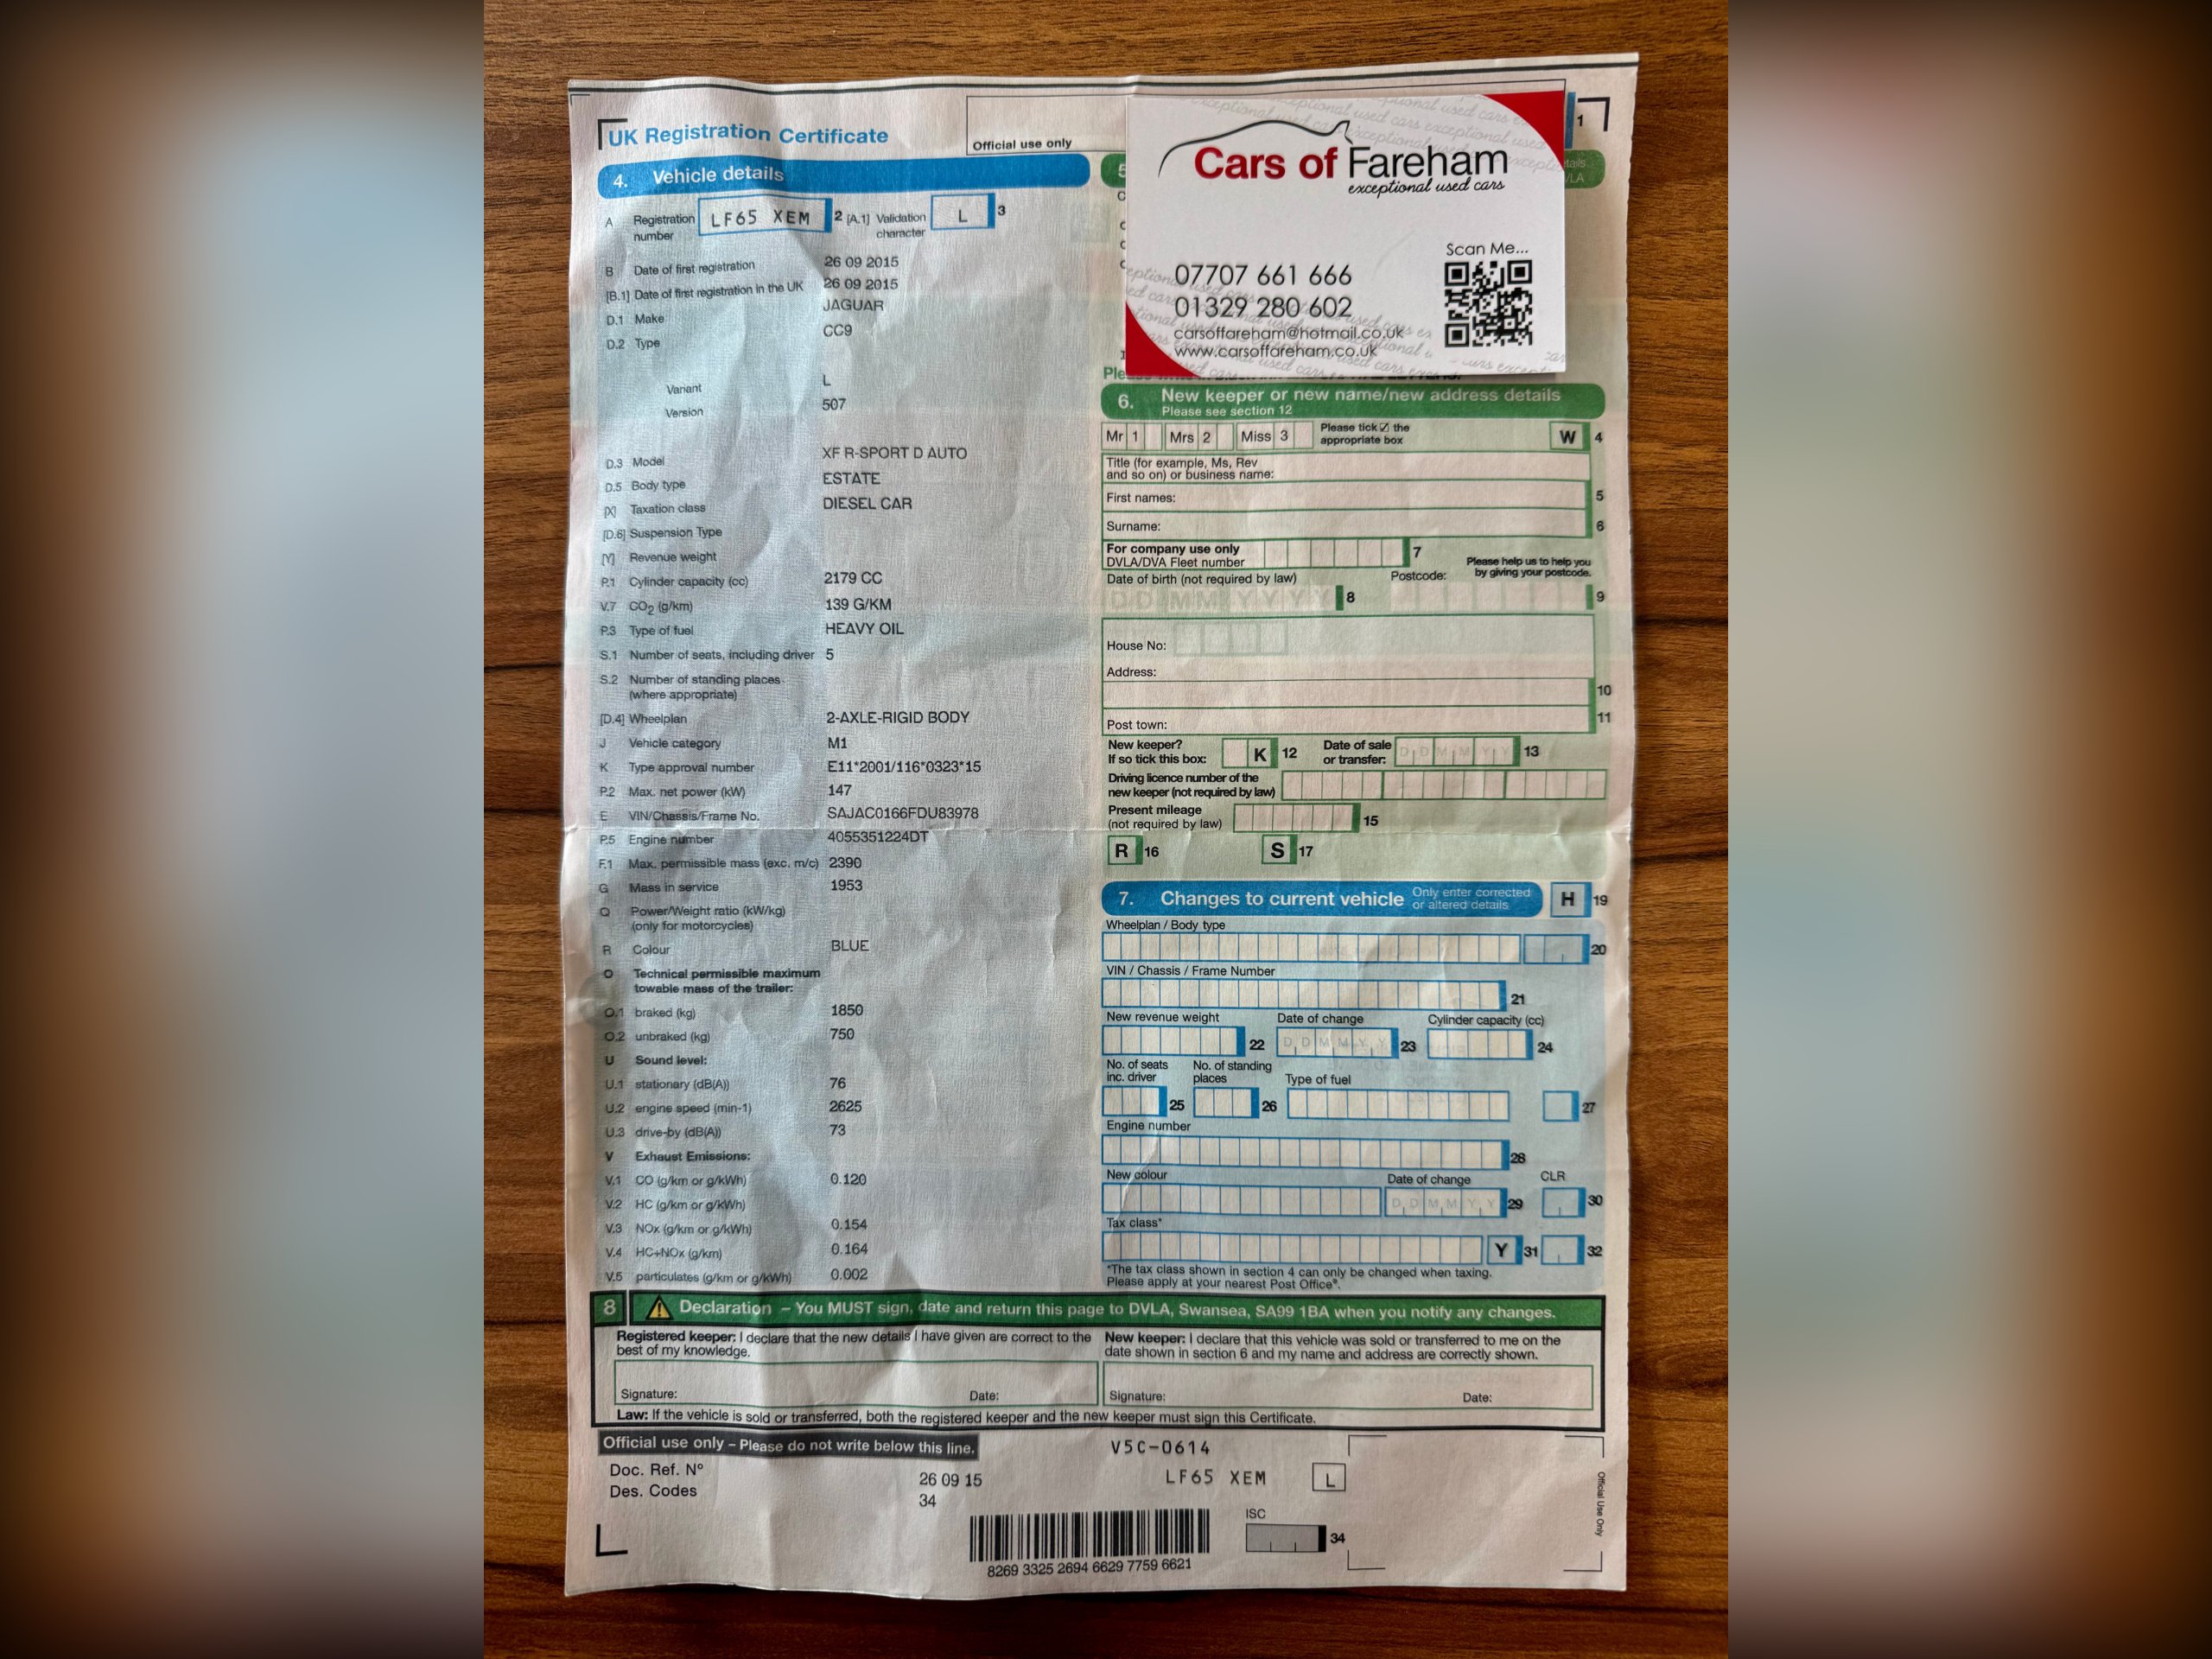 UK Registration Certificate
Official use only
1
4. Vehicle details
A Registration number LF65 XEM 2 [A.1] Validation character L 3
B Date of first registration 26 09 2015
[B.1] Date of first registration in the UK 26 09 2015
D.1 Make JAGUAR
D.2 Type CC9
Variant L
Version 507
D.3 Model XF R-SPORT D AUTO
D.5 Body type ESTATE
[X] Taxation class DIESEL CAR
[D.6] Suspension Type
[Y] Revenue weight
P.1 Cylinder capacity (cc) 2179 CC
V.7 CO2 (g/km) 139 G/KM
P.3 Type of fuel HEAVY OIL
S.1 Number of seats, including driver 5
S.2 Number of standing places
(where appropriate)
[D.4] Wheelplan 2-AXLE-RIGID BODY
J Vehicle category M1
K Type approval number E11*2001/116*0323*15
P.2 Max. net power (kW) 147
E VIN/Chassis/Frame No. SAJAC0166FDU83978
P.5 Engine number 4055351224DT
F.1 Max. permissible mass (exc. m/c) 2390
G Mass in service 1953
Q Power/Weight ratio (kW/kg)
(only for motorcycles)
R Colour BLUE
O Technical permissible maximum
towable mass of the trailer:
O.1 braked (kg) 1850
O.2 unbraked (kg) 750
U Sound level:
U.1 stationary (dB(A)) 76
U.2 engine speed (min-1) 2625
U.3 drive-by (dB(A)) 73
V Exhaust Emissions:
V.1 CO (g/km or g/kWh) 0.120
V.2 HC (g/km or g/kWh)
V.3 NOx (g/km or g/kWh) 0.154
V.4 HC+NOx (g/km) 0.164
V.5 particulates (g/km or g/kWh) 0.002
Cars of Fareham
exceptional used cars
Scan Me...
07707 661 666
01329 280 602
carsoffareham@hotmail.co.uk
www.carsoffareham.co.uk
6. New keeper or new name/new address details
Please see section 12
Mr 1 Mrs 2 Miss 3 Please tick ☑ the appropriate box W 4
Title (for example, Ms, Rev
and so on) or business name:
First names: 5
Surname: 6
For company use only
DVLA/DVA Fleet number 7
Please help us to help you
by giving your postcode.
Date of birth (not required by law) Postcode:
D D M M Y Y Y Y 8 9
House No:
Address:
10
Post town: 11
New keeper?
If so tick this box: K 12 Date of sale or transfer: D D M M Y Y 13
Driving licence number of the
new keeper (not required by law)
Present mileage
(not required by law) 15
R 16 S 17
7. Changes to current vehicle Only enter corrected or altered details H 19
Wheelplan / Body type
20
VIN / Chassis / Frame Number
21
New revenue weight Date of change Cylinder capacity (cc)
22 D D M M Y Y 23 24
No. of seats inc. driver No. of standing places Type of fuel
25 26 27
Engine number
28
New colour Date of change CLR
D D M M Y Y 29 30
Tax class*
Y 31 32
*The tax class shown in section 4 can only be changed when taxing.
Please apply at your nearest Post Office®.
8 Declaration – You MUST sign, date and return this page to DVLA, Swansea, SA99 1BA when you notify any changes.
Registered keeper: I declare that the new details I have given are correct to the
best of my knowledge.
Signature: Date:
New keeper: I declare that this vehicle was sold or transferred to me on the
date shown in section 6 and my name and address are correctly shown.
Signature: Date:
Law: If the vehicle is sold or transferred, both the registered keeper and the new keeper must sign this Certificate.
Official use only – Please do not write below this line.
V5C-0614
Doc. Ref. Nº 26 09 15 LF65 XEM L
Des. Codes 34
ISC
34
8269 3325 2694 6629 7759 6621
Official Use Only